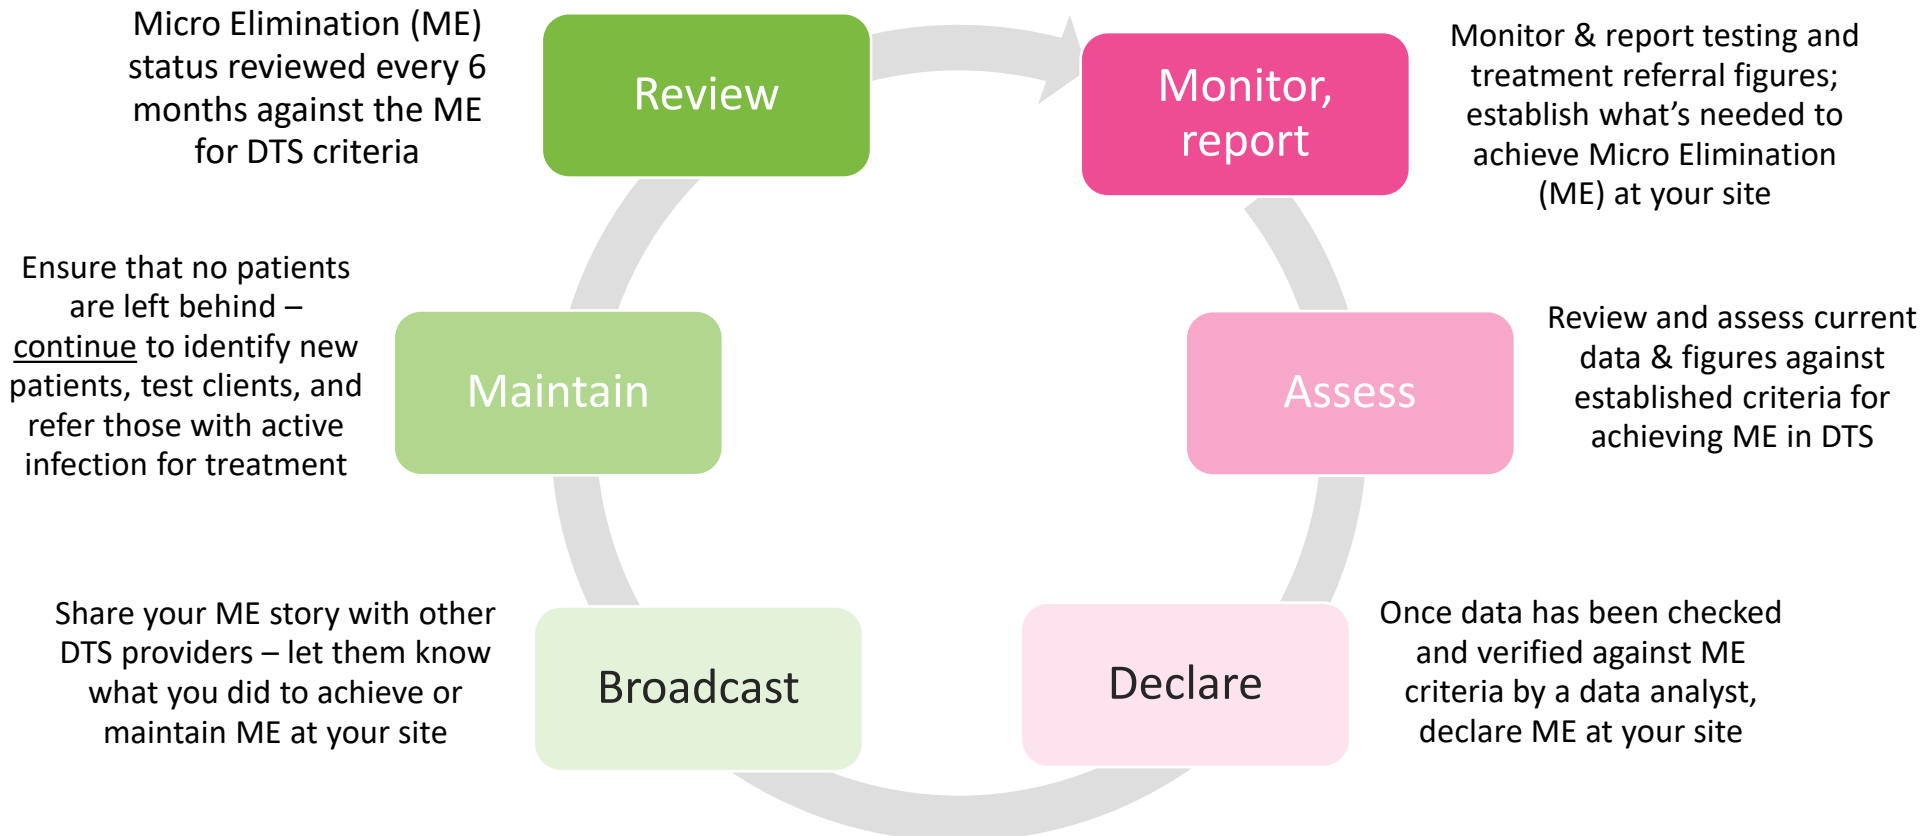 Micro Elimination (ME)
status reviewed every 6
months against the ME
for DTS criteria
Review
Monitor,
report
Monitor & report testing and
treatment referral figures;
establish what's needed to
achieve Micro Elimination
(ME) at your site
Ensure that no patients
are left behind –
continue to identify new
patients, test clients, and
refer those with active
infection for treatment
Maintain
Assess
Review and assess current
data & figures against
established criteria for
achieving ME in DTS
Share your ME story with other
DTS providers – let them know
what you did to achieve or
maintain ME at your site
Broadcast
Declare
Once data has been checked
and verified against ME
criteria by a data analyst,
declare ME at your site